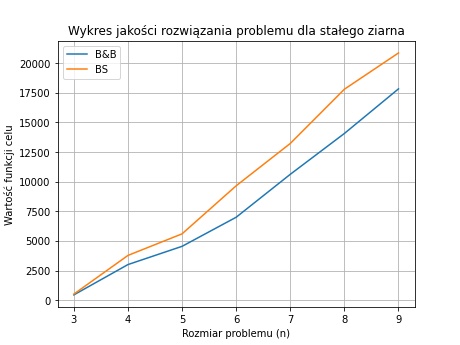 Wykres jakości rozwiązania problemu dla stałego ziarna
B&B
BS
Wartość funkcji celu
20000
17500
15000
12500
10000
7500
5000
2500
0
3 4 5 6 7 8 9
Rozmiar problemu (n)